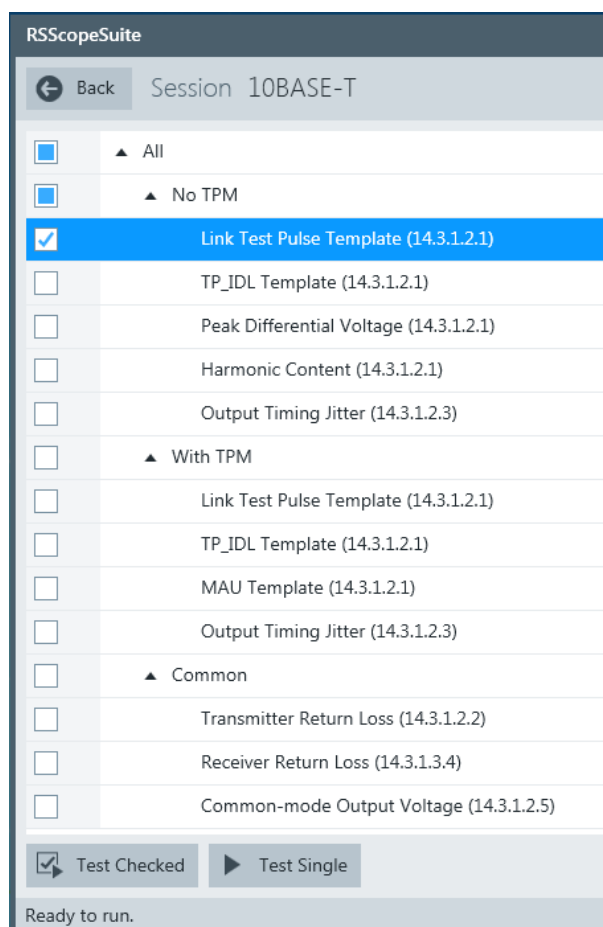 RSScopeSuite
Back Session 10BASE-T
All
No TPM
Link Test Pulse Template (14.3.1.2.1)
TP_IDL Template (14.3.1.2.1)
Peak Differential Voltage (14.3.1.2.1)
Harmonic Content (14.3.1.2.1)
Output Timing Jitter (14.3.1.2.3)
With TPM
Link Test Pulse Template (14.3.1.2.1)
TP_IDL Template (14.3.1.2.1)
MAU Template (14.3.1.2.1)
Output Timing Jitter (14.3.1.2.3)
Common
Transmitter Return Loss (14.3.1.2.2)
Receiver Return Loss (14.3.1.3.4)
Common-mode Output Voltage (14.3.1.2.5)
Test Checked Test Single
Ready to run.